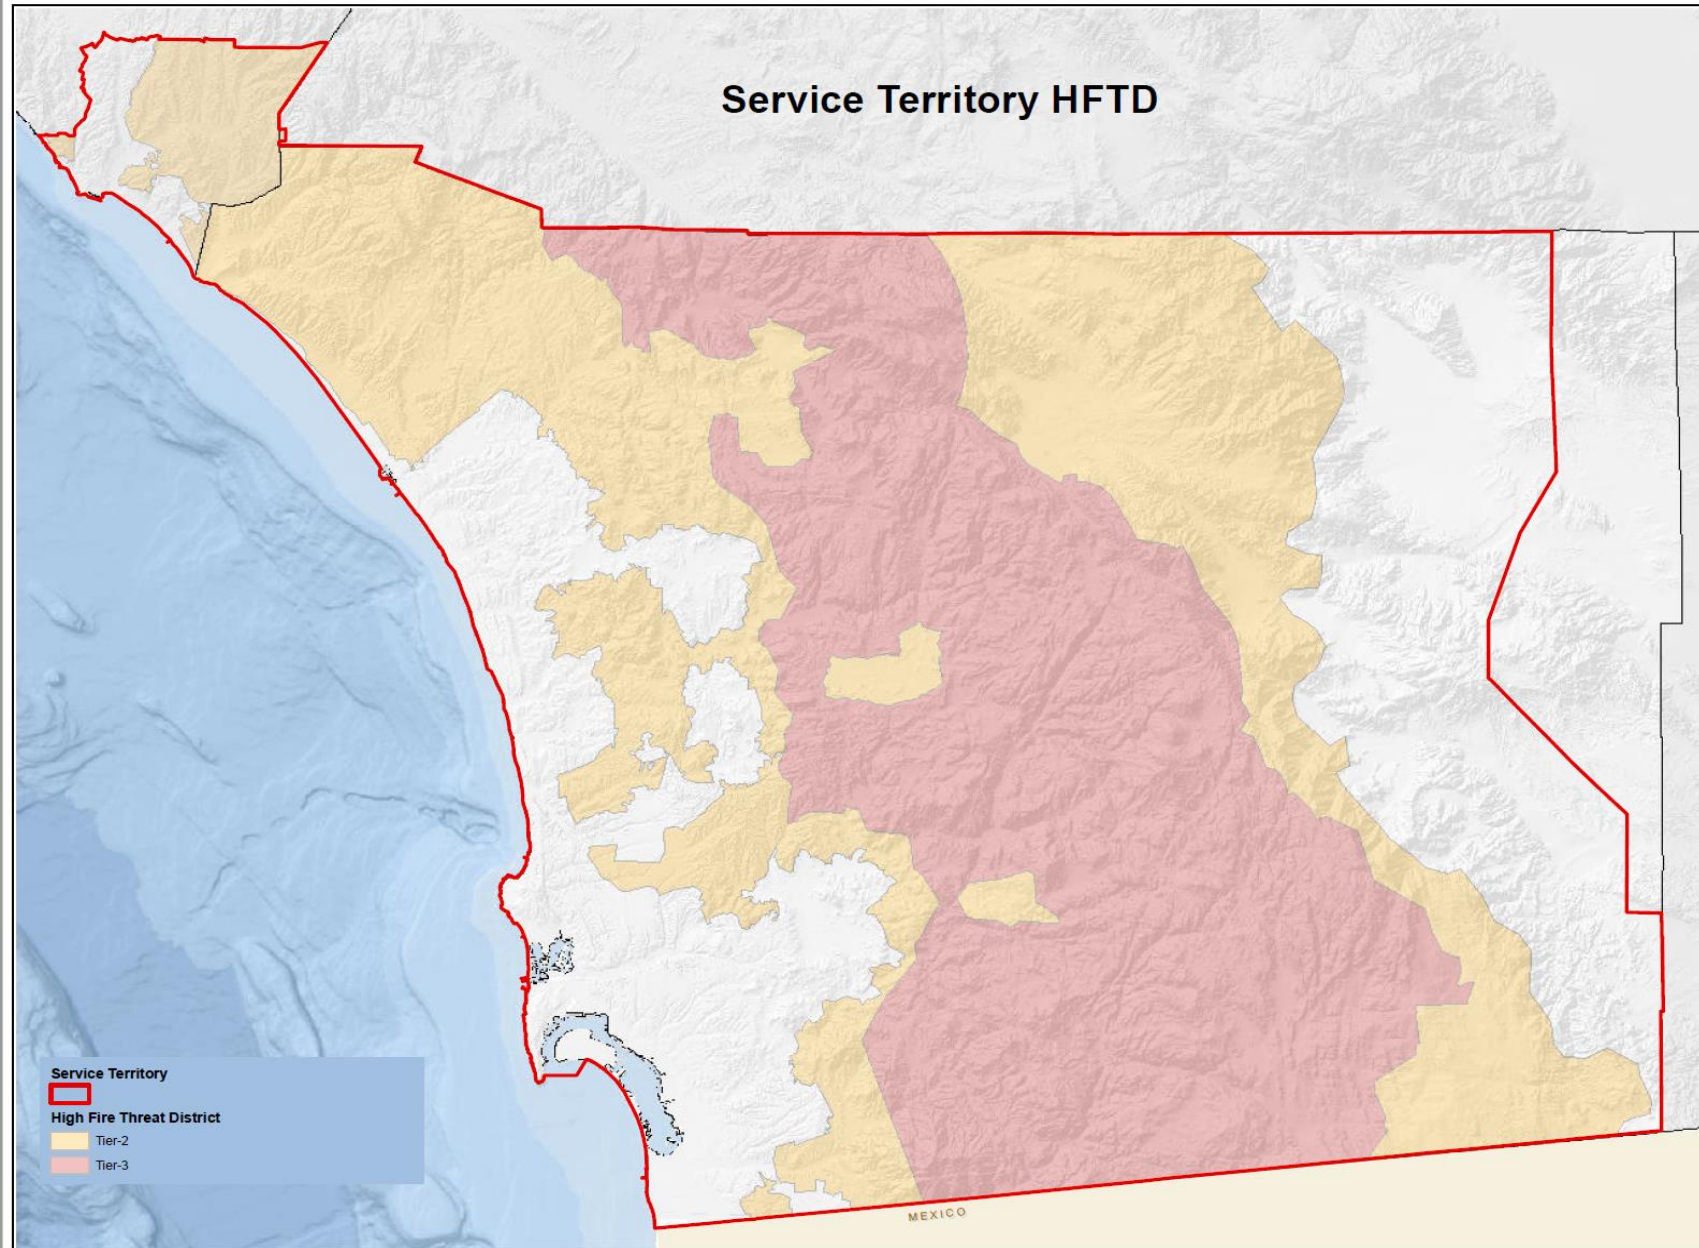 Service Territory HFTD
Service Territory
High Fire Threat District
Tier-2
Tier-3
MEXICO